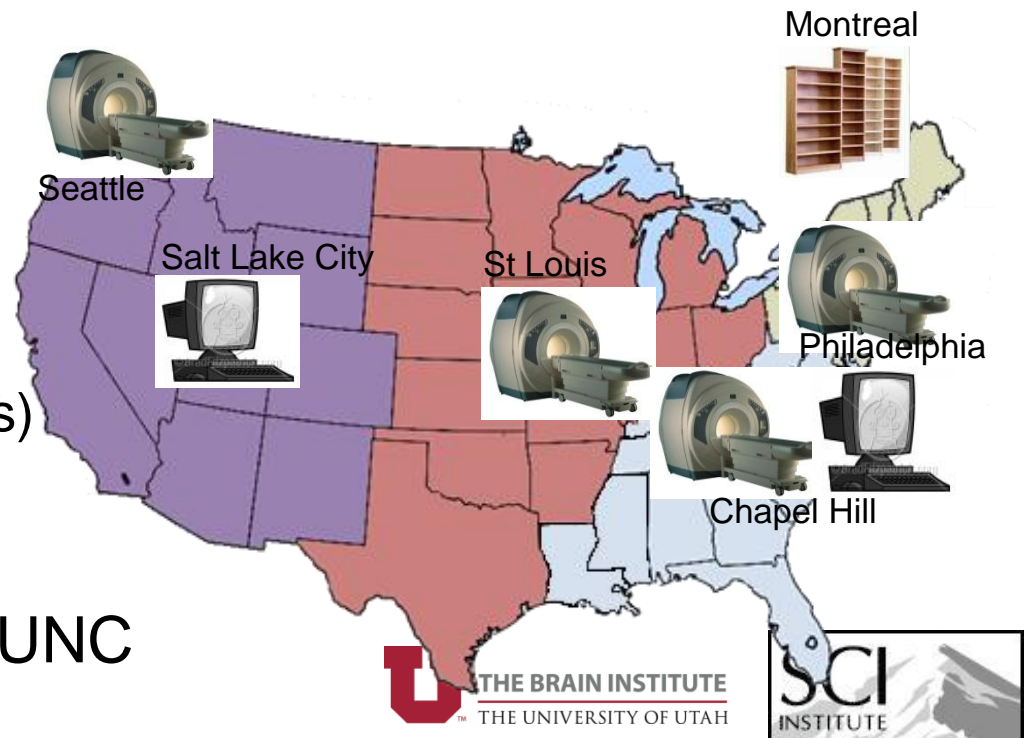 Montreal
Seattle
Salt Lake City
St Louis
Philadelphia
s)
Chapel Hill
UNC
THE BRAIN INSTITUTE
THE UNIVERSITY OF UTAH
SCI
INSTITUTE